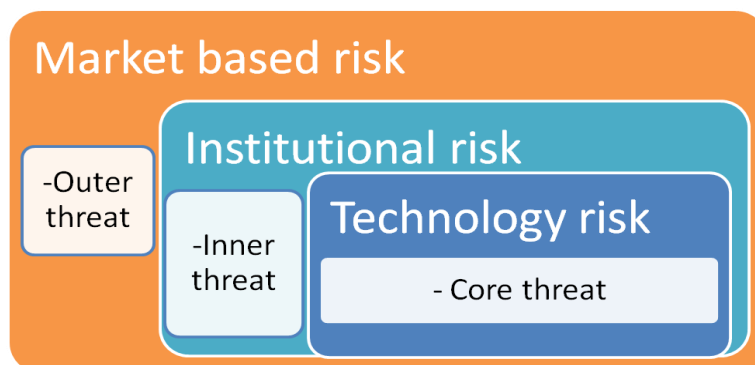 Market based risk
Institutional risk
-Outer
threat
Technology risk
-Inner
threat
- Core threat